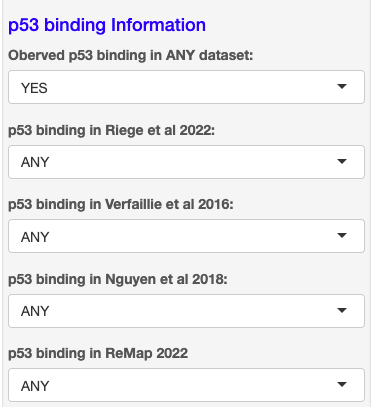 p53 binding Information
Oberved p53 binding in ANY dataset:
YES
p53 binding in Riege et al 2022:
ANY
p53 binding in Verfaillie et al 2016:
ANY
p53 binding in Nguyen et al 2018:
ANY
p53 binding in ReMap 2022
ANY